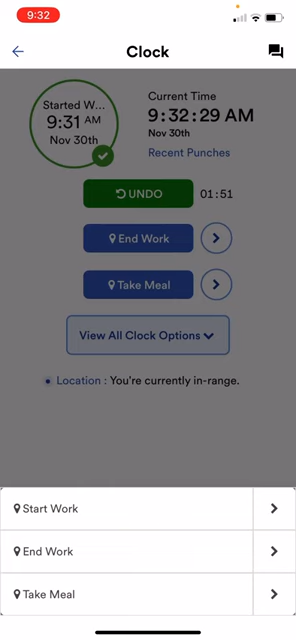 9:32
Clock
Started W...
9:31 AM
Nov 30th
Current Time
9:32:29 AM
Nov 30th
Recent Punches
UNDO 01:51
End Work
Take Meal
View All Clock Options
Location : You're currently in-range.
Start Work
End Work
Take Meal